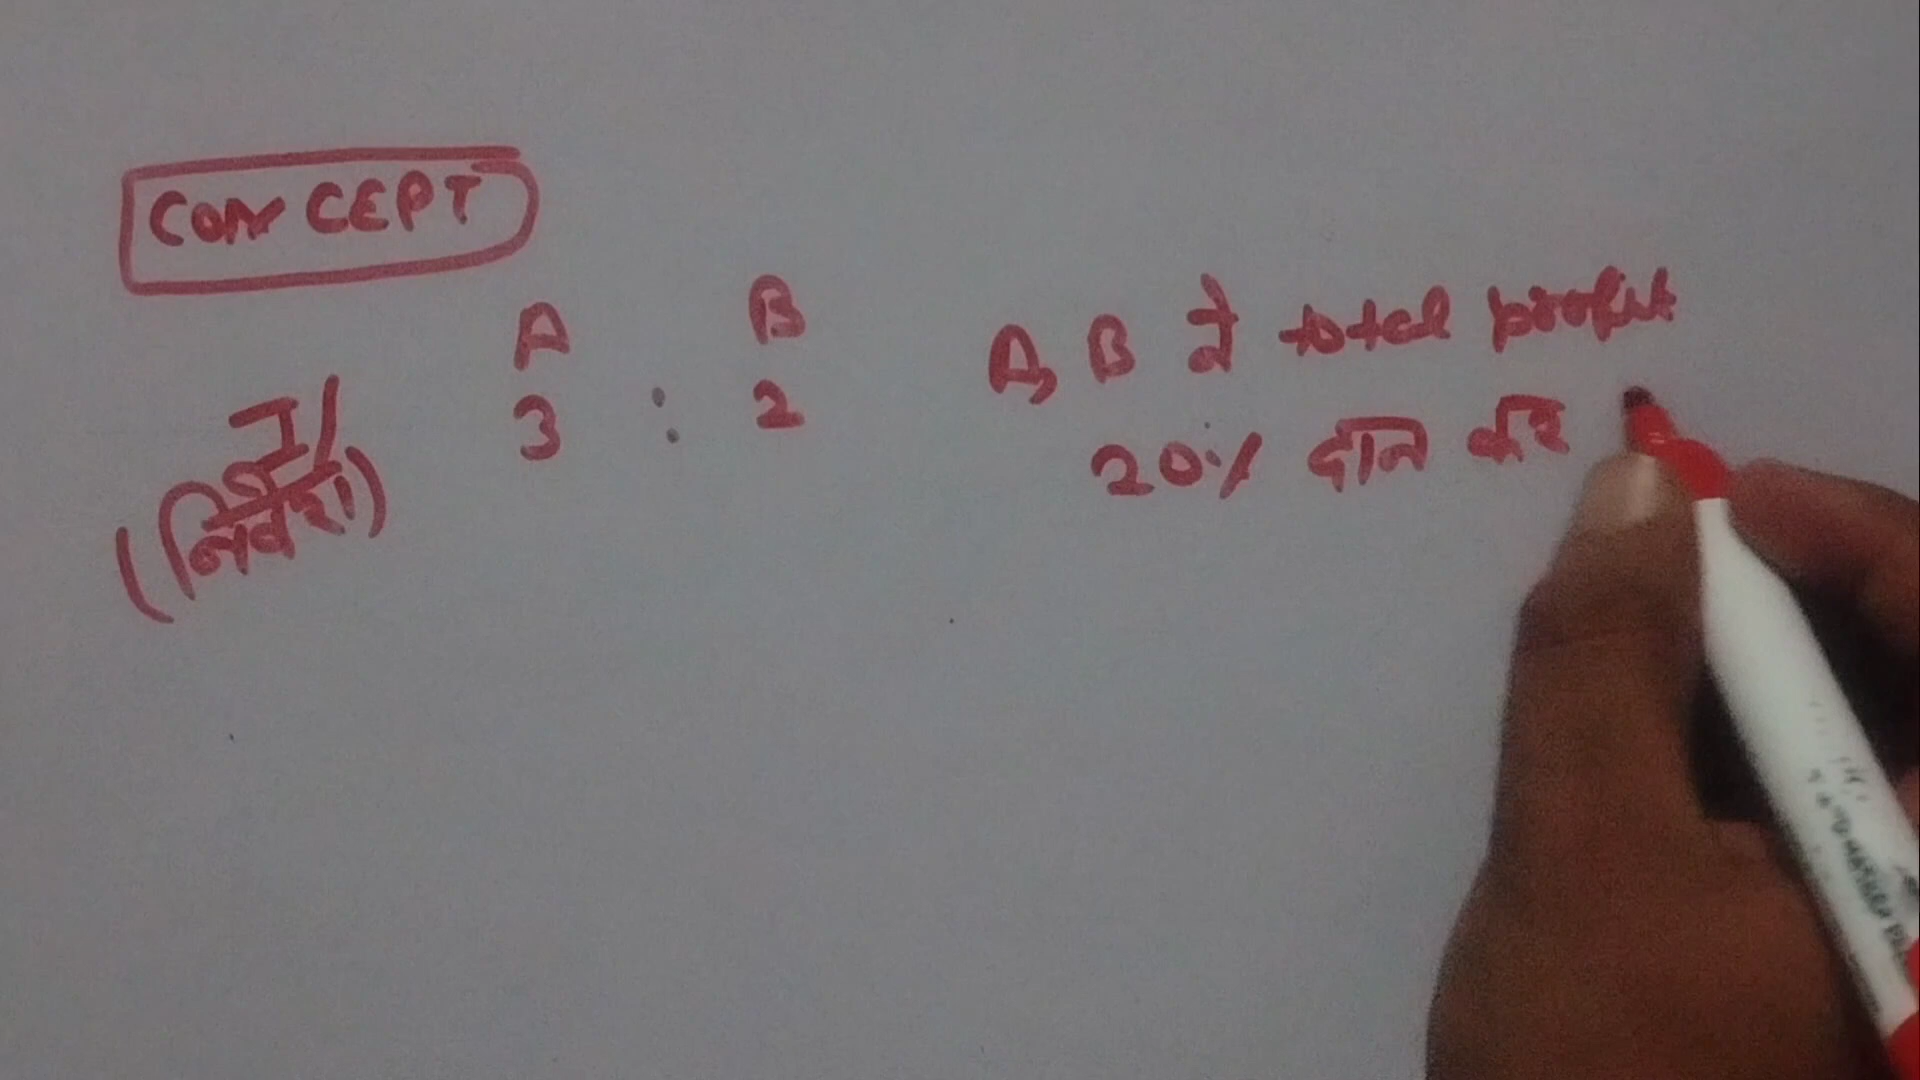 CONCEPT
A B
I/ 3 : 2
(निवेश)
A, B ने total profit
20% दान कर